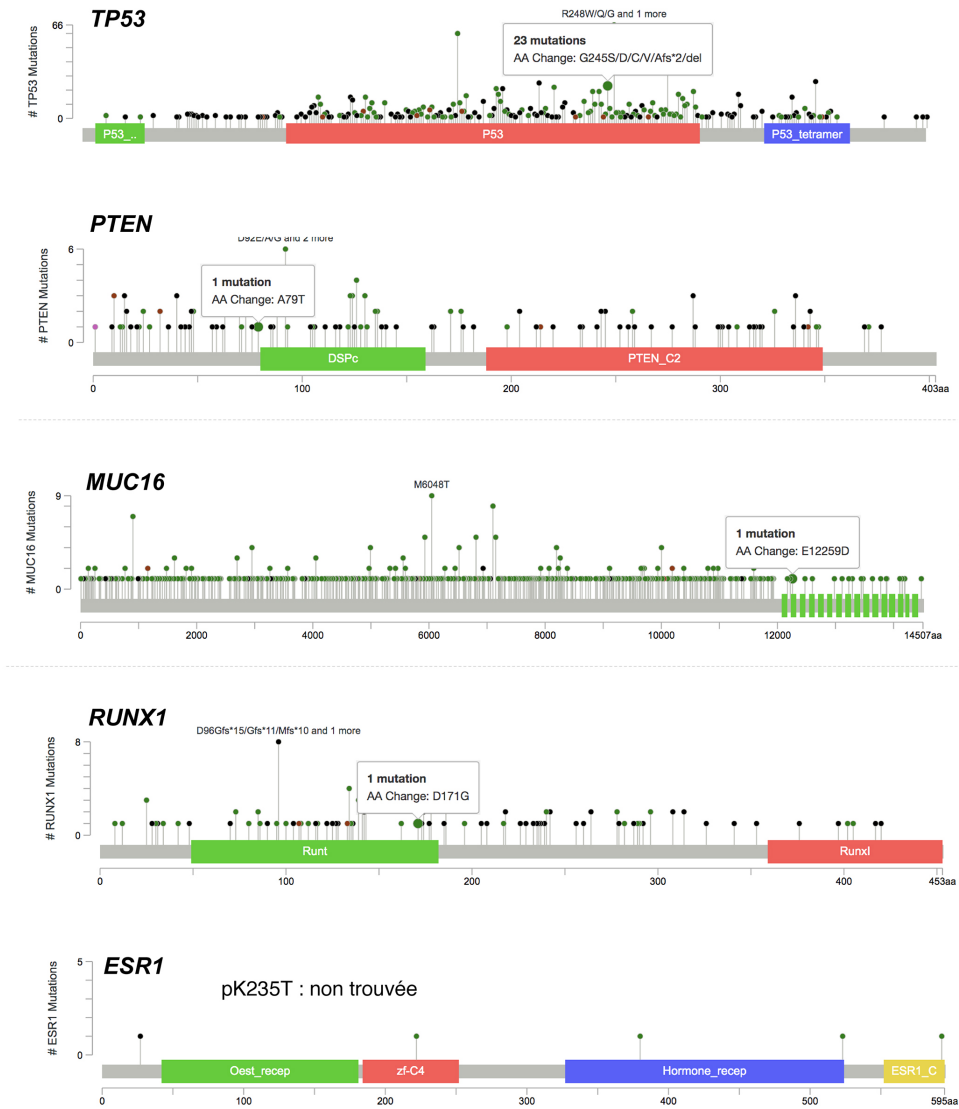 TP53
R248W/Q/G and 1 more
66
23 mutations
AA Change: G245S/D/C/V/Afs*2/del
# TP53 Mutations
0
P53_..
P53
P53_tetramer
PTEN
D92E/A/G and 2 more
6
1 mutation
AA Change: A79T
# PTEN Mutations
0
DSPc
PTEN_C2
0 100 200 300 403aa
MUC16
M6048T
9
1 mutation
AA Change: E12259D
# MUC16 Mutations
0
0 2000 4000 6000 8000 10000 12000 14507aa
RUNX1
D96Gfs*15/Gfs*11/Mfs*10 and 1 more
8
1 mutation
AA Change: D171G
# RUNX1 Mutations
0
Runt
RunxI
0 100 200 300 400 453aa
ESR1
5
pK235T : non trouvée
# ESR1 Mutations
0
Oest_recep
zf-C4
Hormone_recep
ESR1_C
0 100 200 300 400 500 595aa